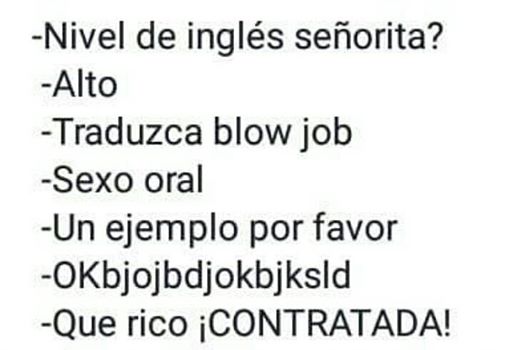 -Nivel de inglés señorita?
-Alto
-Traduzca blow job
-Sexo oral
-Un ejemplo por favor
-OKbjojbdjokbjksld
-Que rico ¡CONTRATADA!